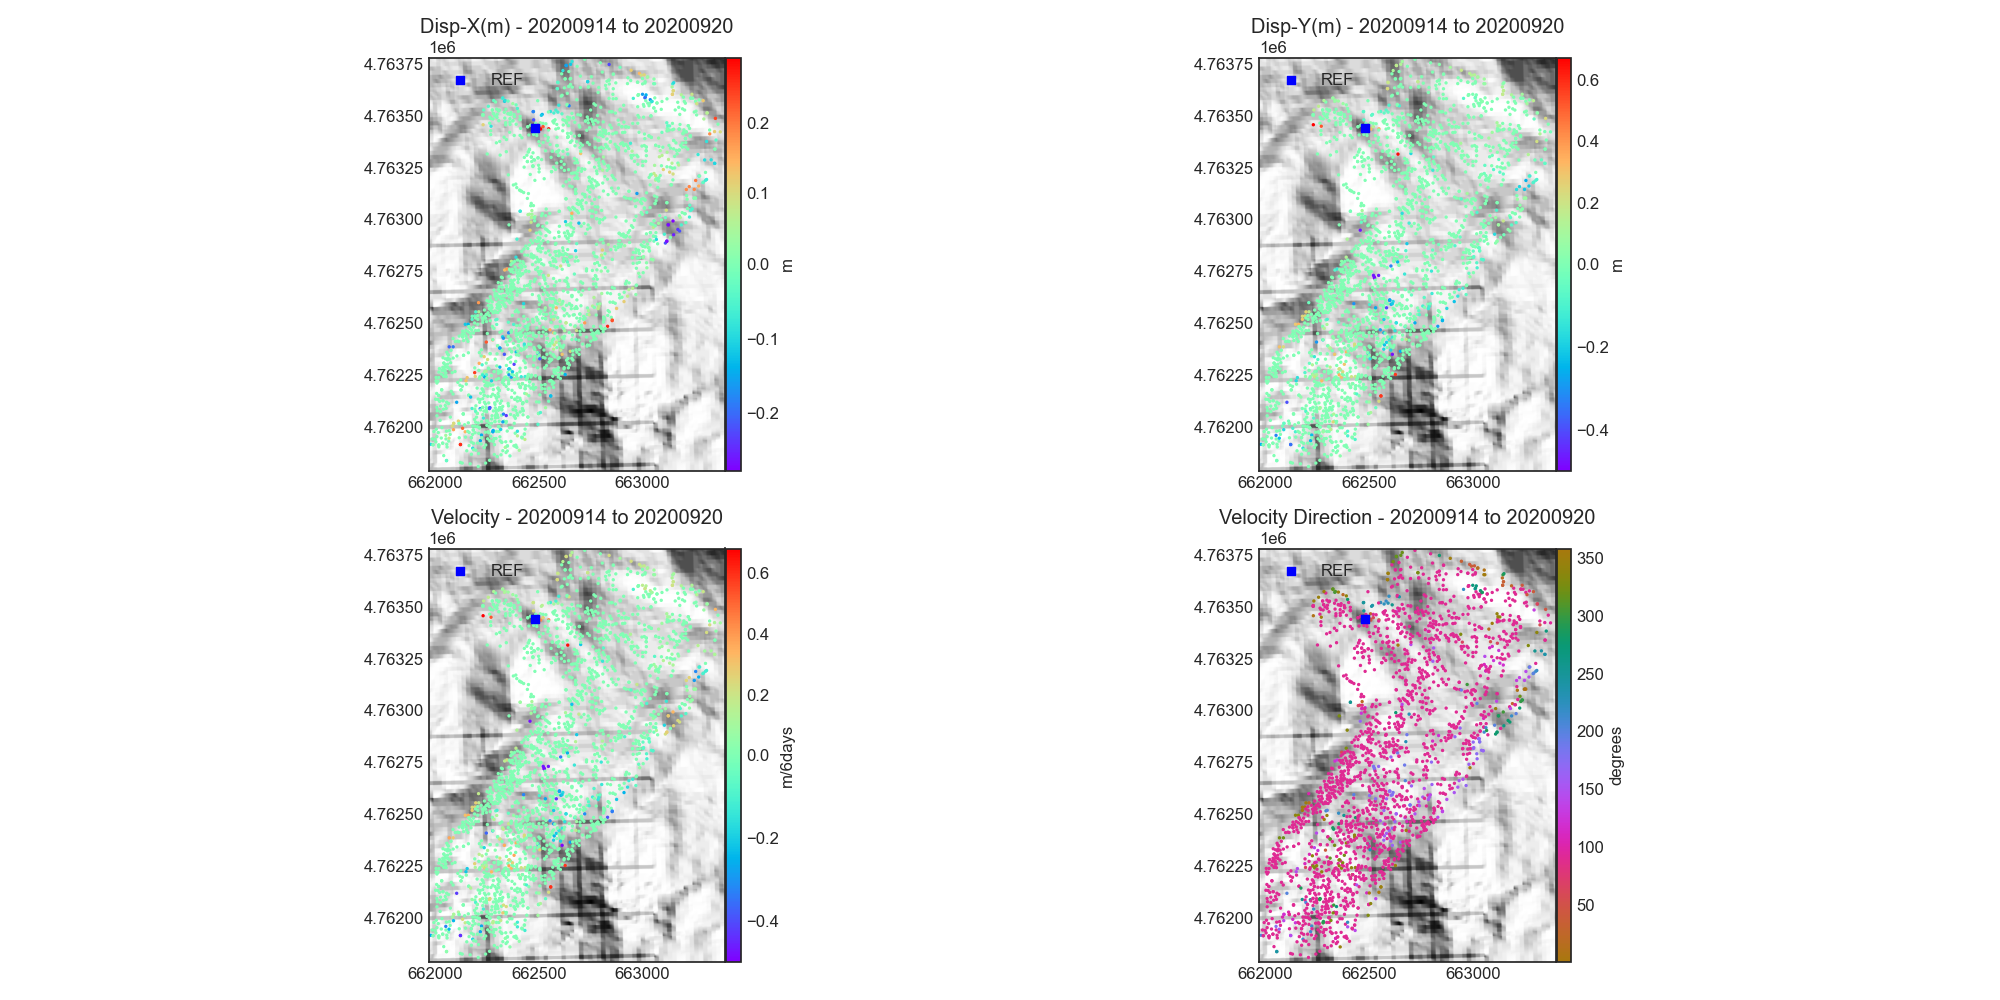 Disp-X(m) - 20200914 to 20200920
1e6
REF
4.76375
4.76350
4.76325
4.76300
4.76275
4.76250
4.76225
4.76200
662000 662500 663000
0.2
0.1
0.0
−0.1
−0.2
m
Disp-Y(m) - 20200914 to 20200920
1e6
REF
4.76375
4.76350
4.76325
4.76300
4.76275
4.76250
4.76225
4.76200
662000 662500 663000
0.6
0.4
0.2
0.0
−0.2
−0.4
m
Velocity - 20200914 to 20200920
1e6
REF
4.76375
4.76350
4.76325
4.76300
4.76275
4.76250
4.76225
4.76200
662000 662500 663000
0.6
0.4
0.2
0.0
−0.2
−0.4
m/6days
Velocity Direction - 20200914 to 20200920
1e6
REF
4.76375
4.76350
4.76325
4.76300
4.76275
4.76250
4.76225
4.76200
662000 662500 663000
350
300
250
200
150
100
50
degrees